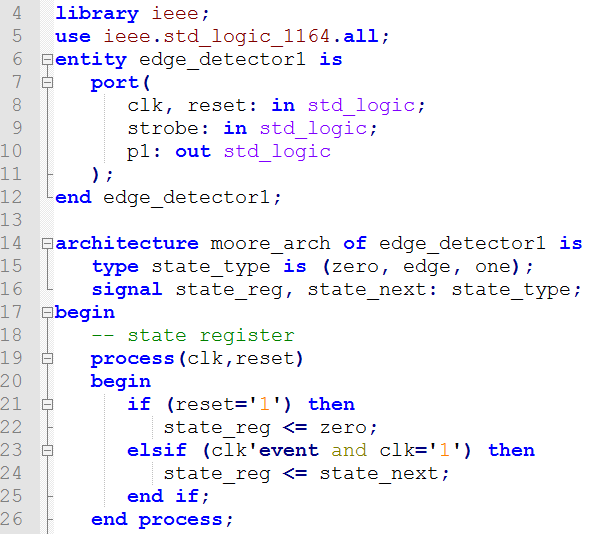 4 library ieee;
5 use ieee.std_logic_1164.all;
6 entity edge_detector1 is
7 port(
8 clk, reset: in std_logic;
9 strobe: in std_logic;
10 p1: out std_logic
11 );
12 end edge_detector1;
13
14 architecture moore_arch of edge_detector1 is
15 type state_type is (zero, edge, one);
16 signal state_reg, state_next: state_type;
17 begin
18 -- state register
19 process(clk,reset)
20 begin
21 if (reset='1') then
22 state_reg <= zero;
23 elsif (clk'event and clk='1') then
24 state_reg <= state_next;
25 end if;
26 end process;